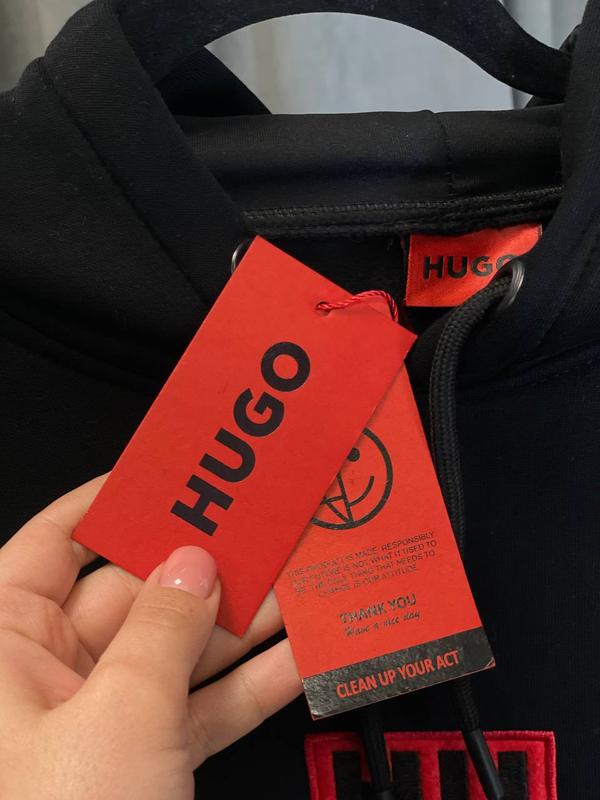 HUGO
HUGO
THIS PRODUCT IS MADE RESPONSIBLY.
FUTURE IS NOT WHAT IT USED TO
BE. THE ONLY THING THAT NEEDS TO
CHANGE IS OUR ATTITUDE.
THANK YOU
Have a nice day
CLEAN UP YOUR ACT